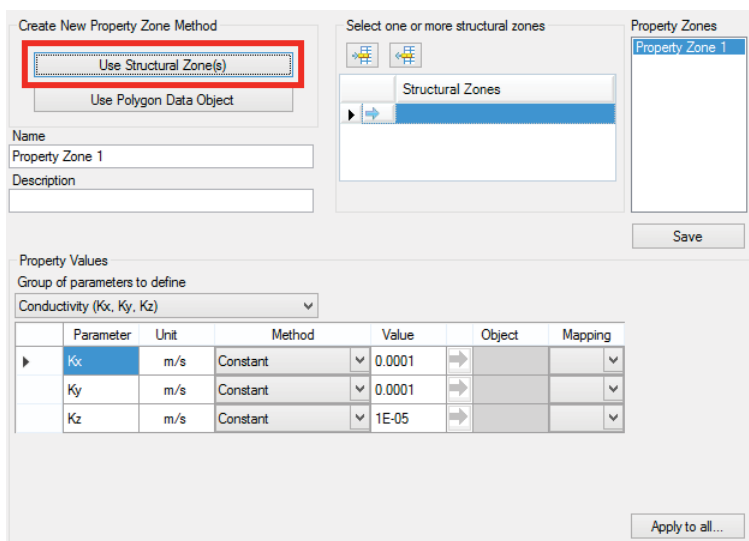 Create New Property Zone Method
Use Structural Zone(s)
Use Polygon Data Object
Name
Property Zone 1
Description
Select one or more structural zones
Structural Zones
Property Zones
Property Zone 1
Save
Property Values
Group of parameters to define
Conductivity (Kx, Ky, Kz)
Parameter Unit Method Value Object Mapping
Kx m/s Constant 0.0001
Ky m/s Constant 0.0001
Kz m/s Constant 1E-05
Apply to all...